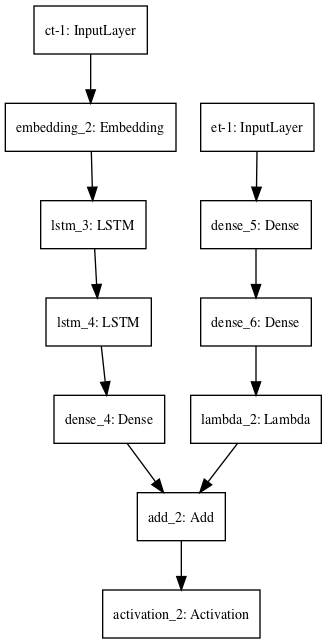 ct-1: InputLayer
embedding_2: Embedding
et-1: InputLayer
lstm_3: LSTM
dense_5: Dense
lstm_4: LSTM
dense_6: Dense
dense_4: Dense
lambda_2: Lambda
add_2: Add
activation_2: Activation